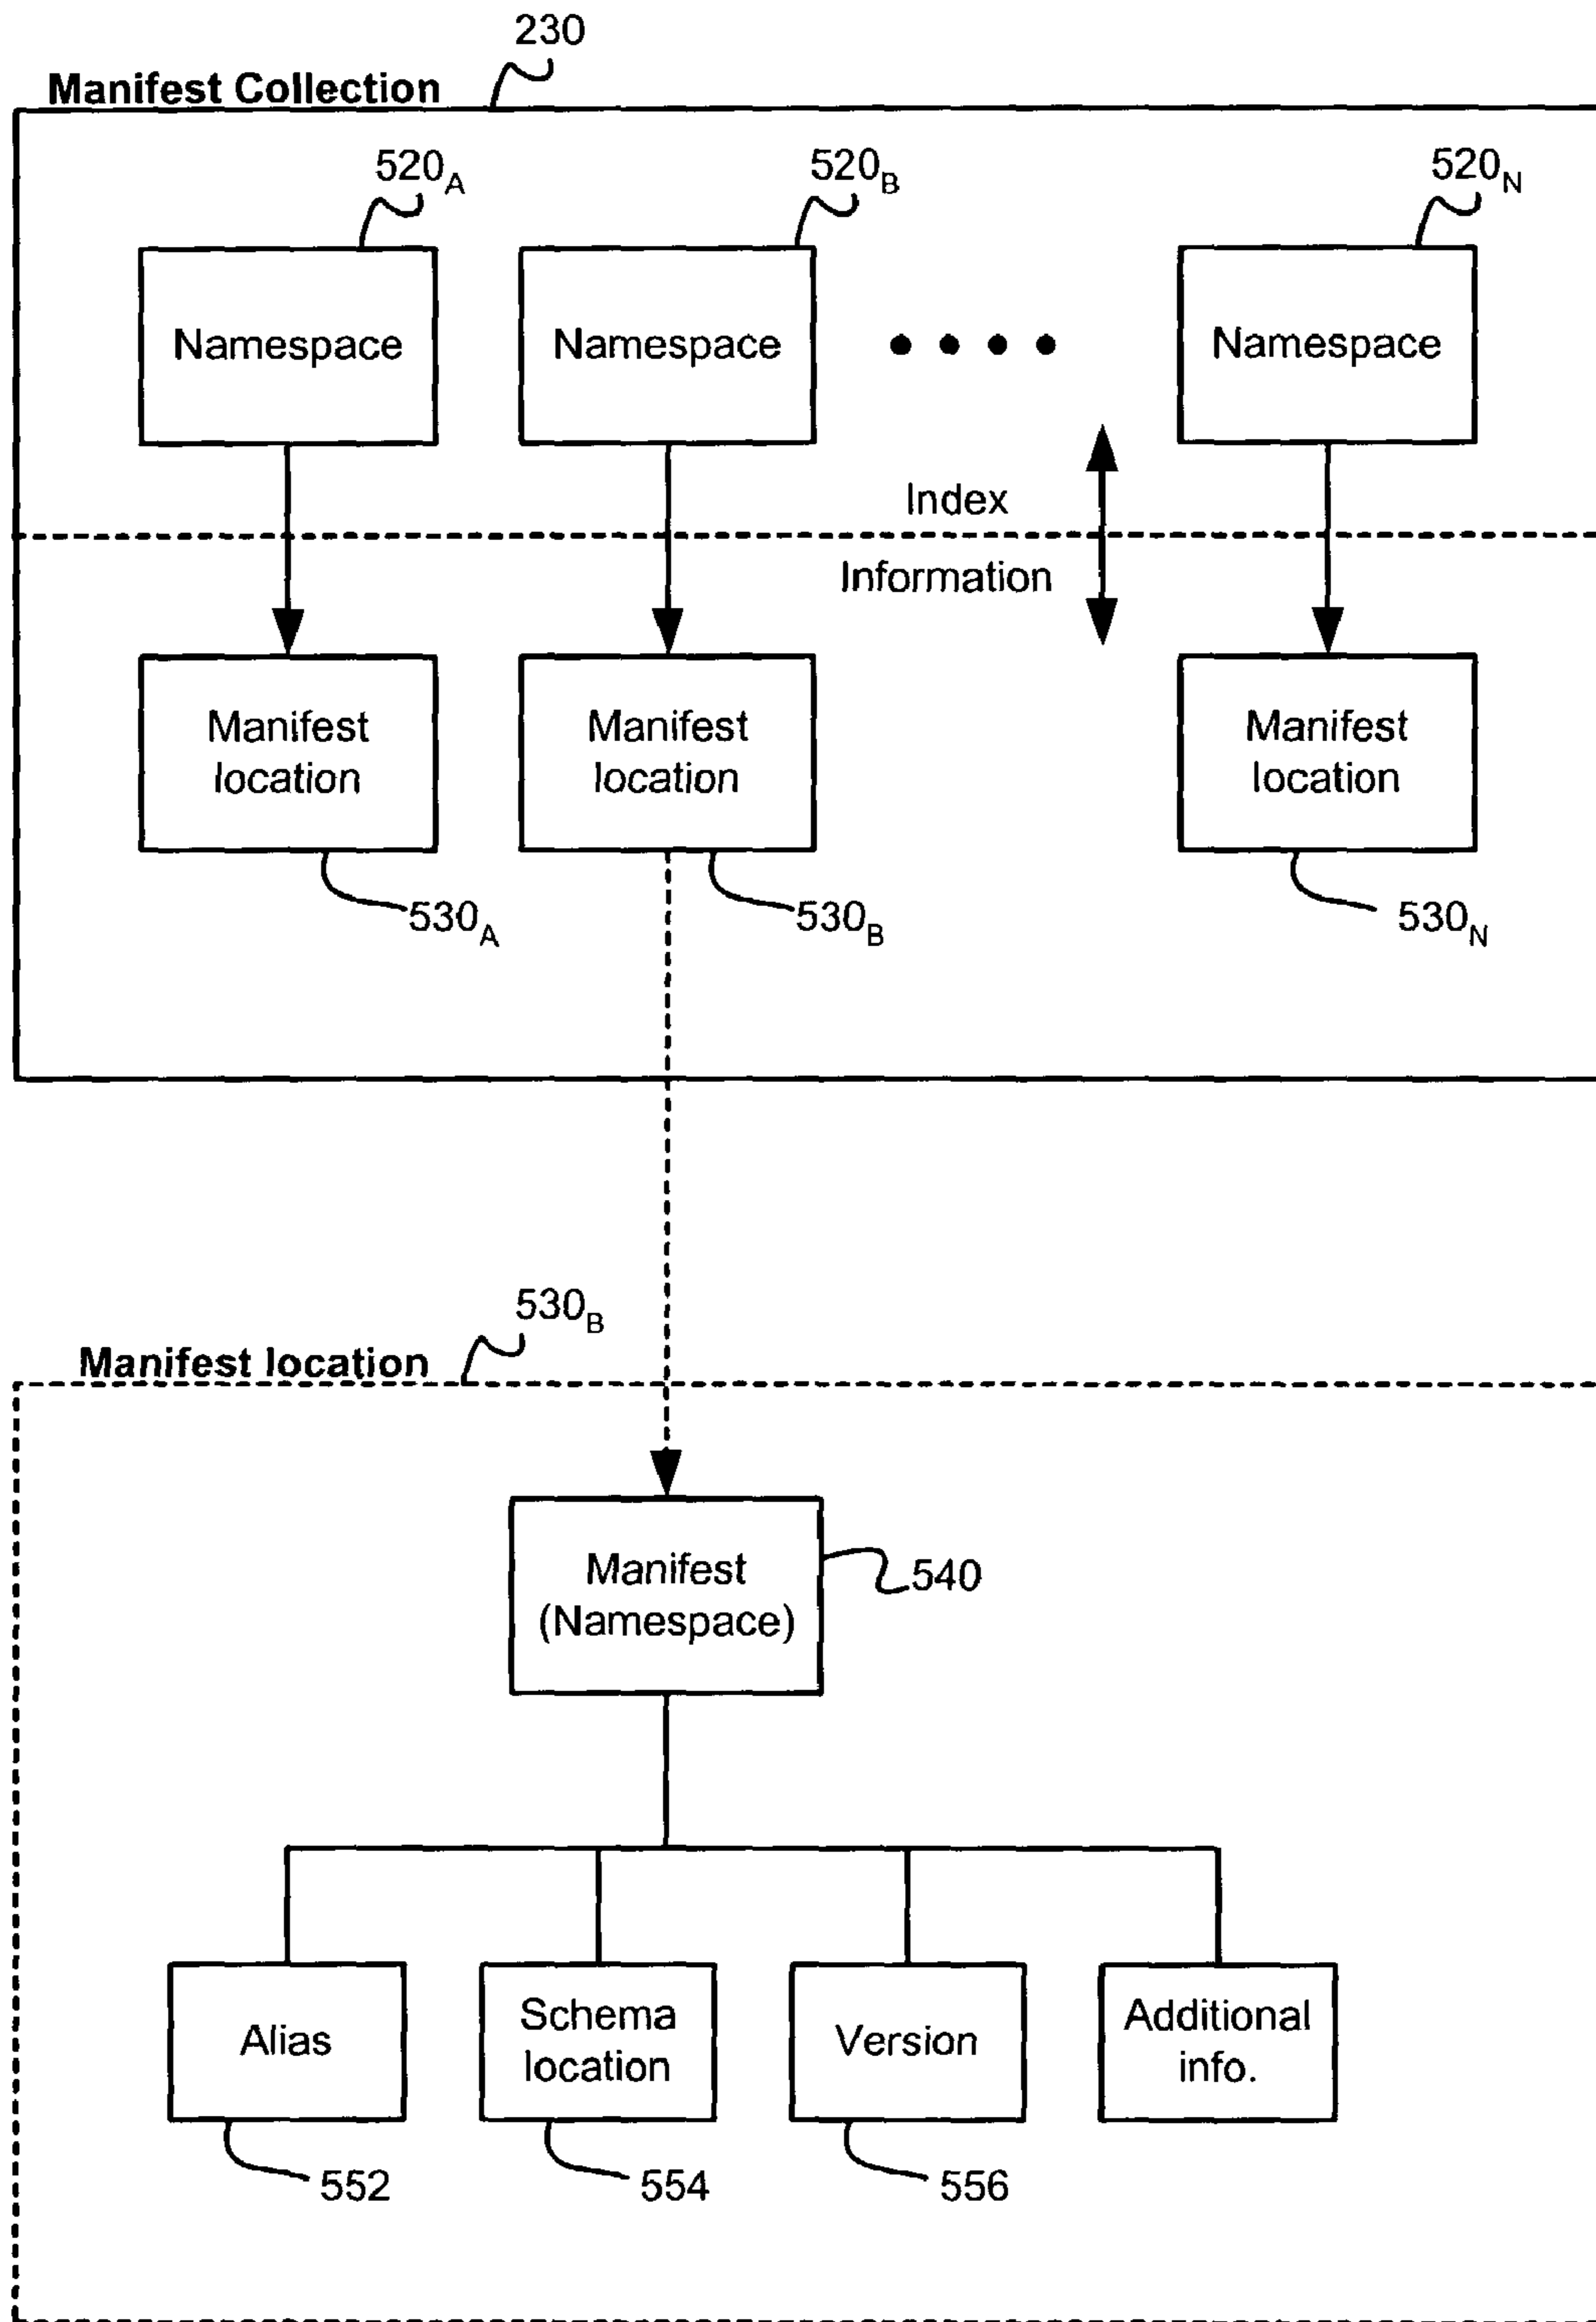 230
Manifest Collection
520A 520B 520N
Namespace Namespace Namespace
Index
Information
Manifest location
Manifest location
Manifest location
530A 530B 530N
530B
Manifest location
Manifest
(Namespace)
540
Alias
Schema
location
Version
Additional
info.
552 554 556